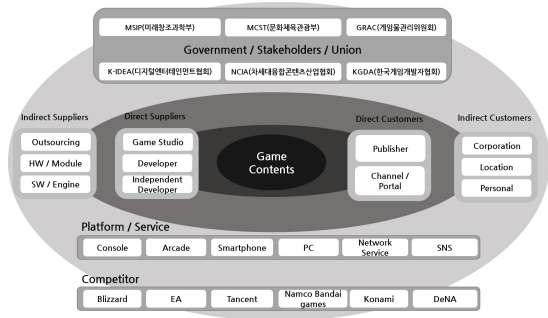 MSIP(미래창조과학부)
MCST(문화체육관광부)
GRAC(게임물관리위원회)
Government / Stakeholders / Union
K-IDEA(디지털엔터테인먼트협회)
NCIA(차세대융합콘텐츠산업협회)
KGDA(한국게임개발자협회)
Indirect Suppliers
Outsourcing
HW / Module
SW / Engine
Direct Suppliers
Game Studio
Developer
Independent
Developer
Game
Contents
Direct Customers
Publisher
Channel /
Portal
Indirect Customers
Corporation
Location
Personal
Platform / Service
Console
Arcade
Smartphone
PC
Network
Service
SNS
Competitor
Blizzard
EA
Tancent
Namco Bandai
games
Konami
DeNA